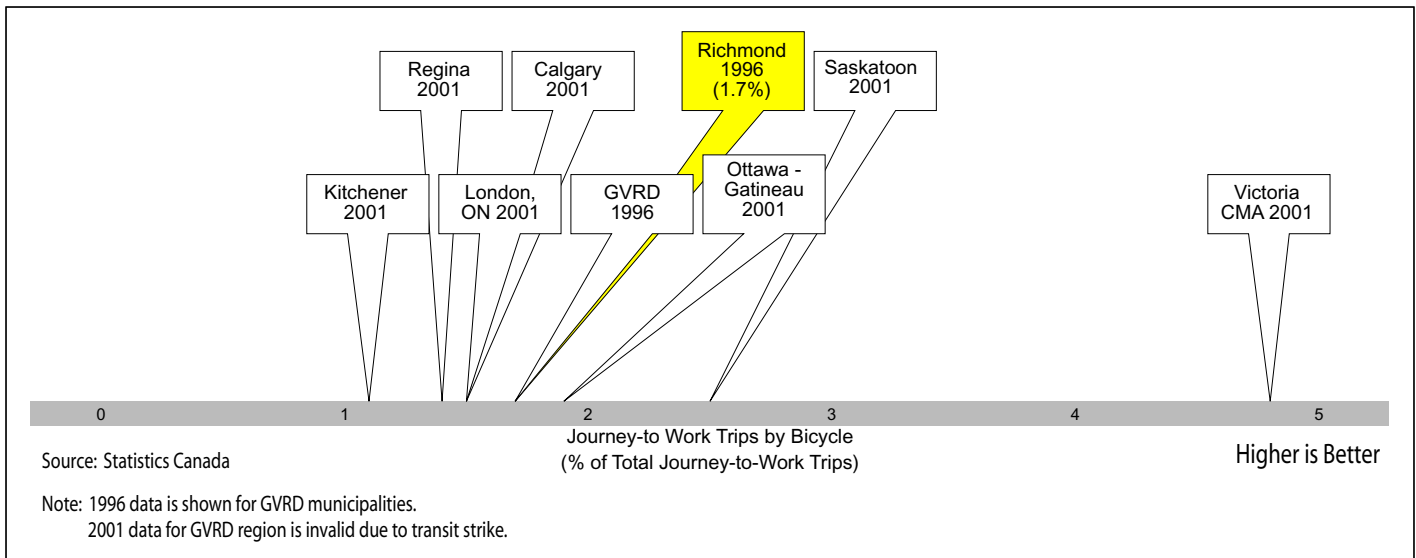 Regina
2001
Calgary
2001
Richmond
1996
(1.7%)
Saskatoon
2001
Kitchener
2001
London,
ON 2001
GVRD
1996
Ottawa -
Gatineau
2001
Victoria
CMA 2001
0 1 2 3 4 5
Journey-to Work Trips by Bicycle
(% of Total Journey-to-Work Trips)
Source: Statistics Canada
Higher is Better
Note: 1996 data is shown for GVRD municipalities.
2001 data for GVRD region is invalid due to transit strike.